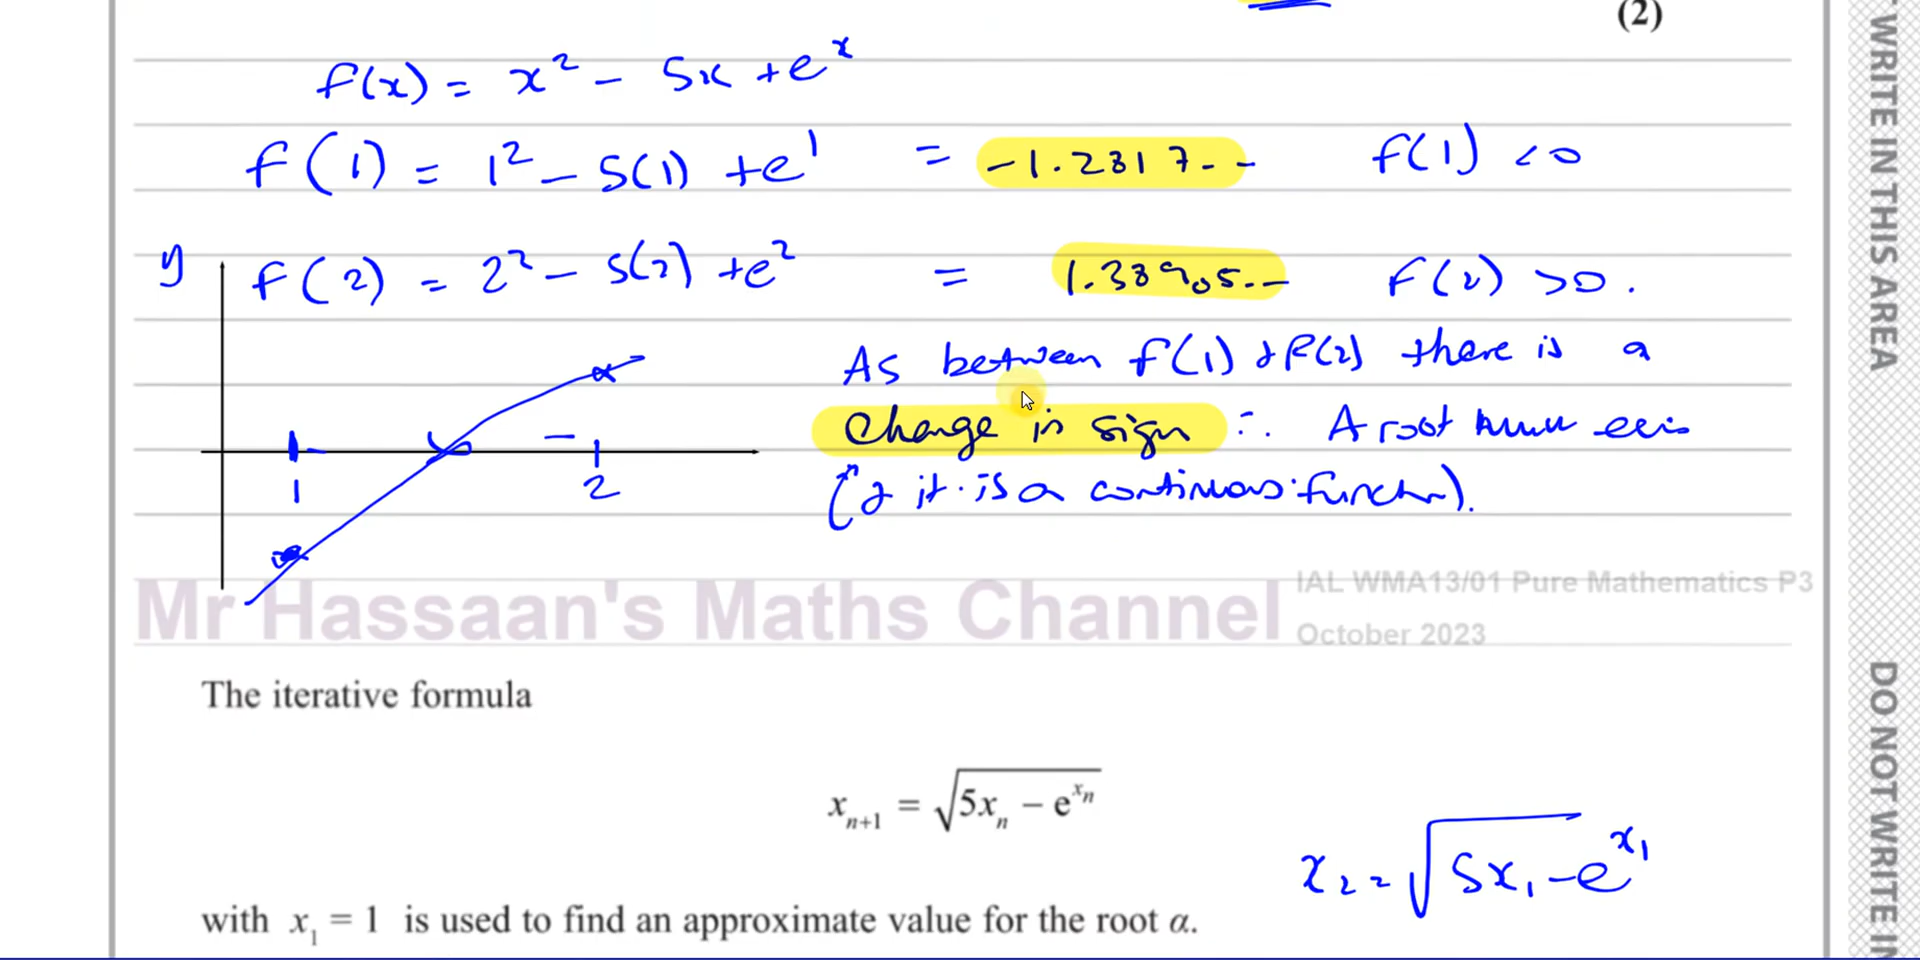 (2)
f(x) = x² - 5x + eˣ
f(1) = 1² - 5(1) + e¹ = -1.2817.. f(1) < 0
y f(2) = 2² - 5(2) + e² = 1.38905.. f(2) > 0.
As between f(1) & f(2) there is a
change in sign ∴ A root
1 2 (& it is a continuous function).
Mr Hassaan's Maths Channel
IAL WMA13/01 Pure Mathematics P3
October 2023
The iterative formula
xₙ₊₁ = √(5xₙ − e^(xₙ))
x₂ = √(5x₁ - e^(x₁))
with x₁ = 1 is used to find an approximate value for the root α.
WRITE IN THIS AREA
DO NOT WRITE IN